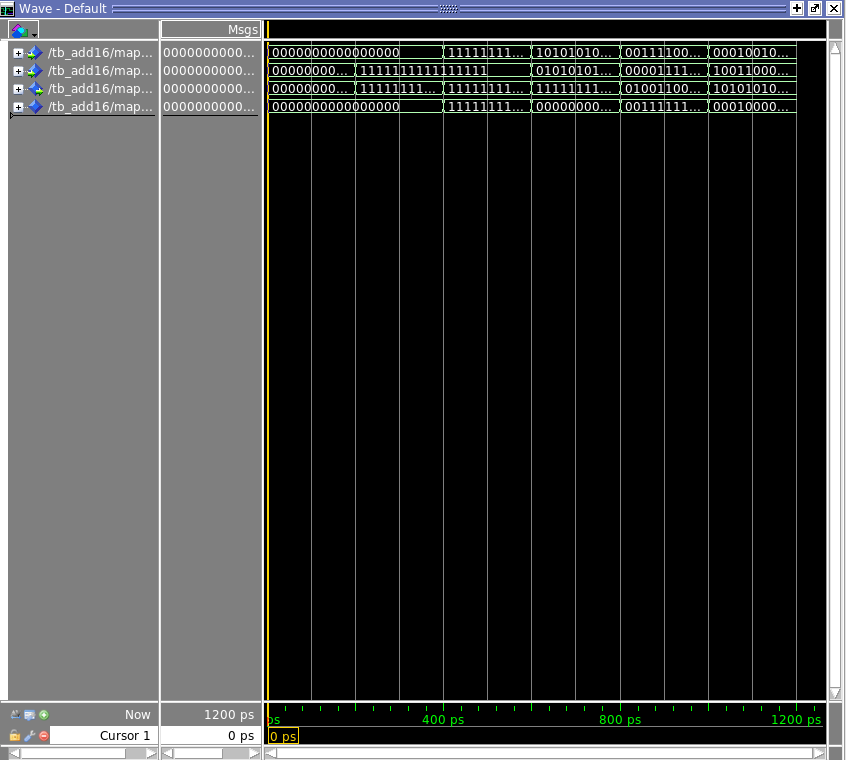 Wave - Default
Msgs
/tb_add16/map... 0000000000... 0000000000000000 11111111... 10101010... 00111100... 00010010...
/tb_add16/map... 0000000000... 00000000... 1111111111111111 01010101... 00001111... 10011000...
/tb_add16/map... 0000000000... 00000000... 11111111... 11111111... 11111111... 01001100... 10101010...
/tb_add16/map... 0000000000... 0000000000000000 11111111... 00000000... 00111111... 00010000...
Now 1200 ps ps 400 ps 800 ps 1200 ps
Cursor 1 0 ps 0 ps